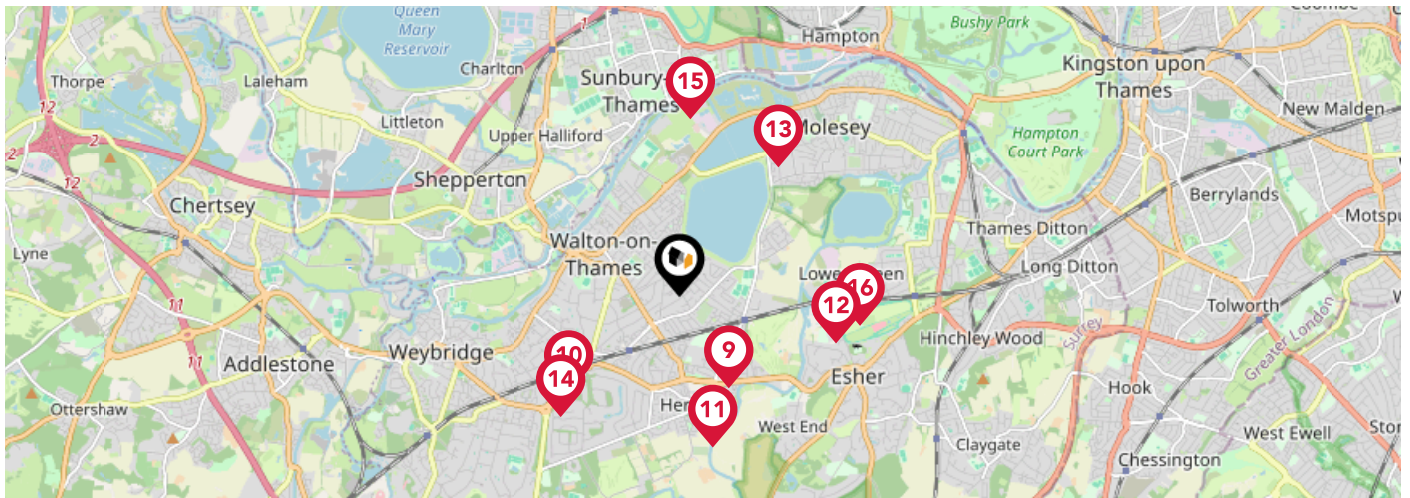 Queen
Mary
Reservoir
Bushy Park
Hampton
1
Thorpe
Laleham
Charlton
Sunbury-
Thames
15
Kingston upon
Thames
12
Littleton
Upper Halliford
13
Molesey
New Malden
2
2
Hampton
Court Park
12
Shepperton
Chertsey
Berrylands
Motspu
Lyne
Walton-on-
Thames
Thames Ditton
Long Ditton
16
12
11
Tolworth
Surrey
Greater London
Hinchley Wood
11
Addlestone
Weybridge
10
9
14
Esher
Hook
Ottershaw
Her
11
West End
Claygate
West Ewell
Chessington